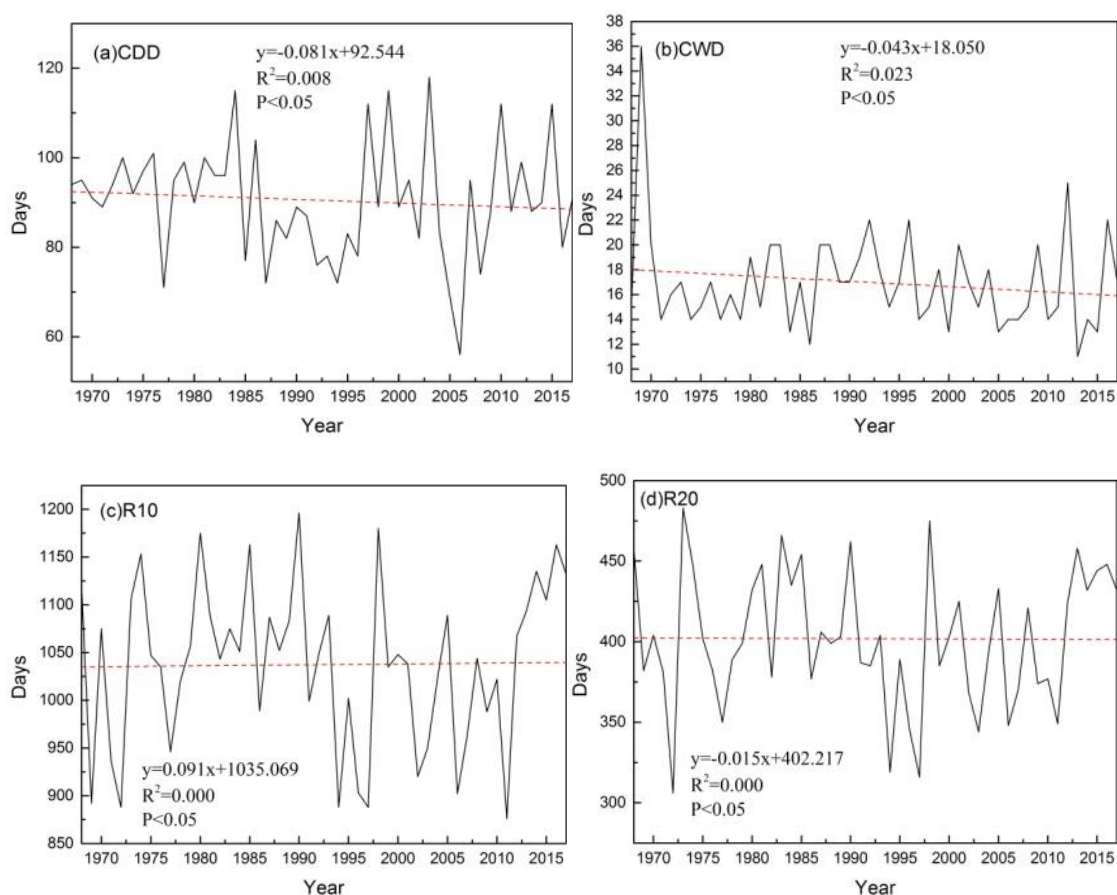 (a)CDD
y=-0.081x+92.544
R²=0.008
P<0.05
120
100
80
60
Days
1970 1975 1980 1985 1990 1995 2000 2005 2010 2015
Year
(b)CWD
y=-0.043x+18.050
R²=0.023
P<0.05
38
36
34
32
30
28
26
24
22
20
18
16
14
12
10
Days
1970 1975 1980 1985 1990 1995 2000 2005 2010 2015
Year
(c)R10
1200
1150
1100
1050
1000
950
900
850
Days
y=0.091x+1035.069
R²=0.000
P<0.05
1970 1975 1980 1985 1990 1995 2000 2005 2010 2015
Year
(d)R20
500
450
400
350
300
Days
y=-0.015x+402.217
R²=0.000
P<0.05
1970 1975 1980 1985 1990 1995 2000 2005 2010 2015
Year